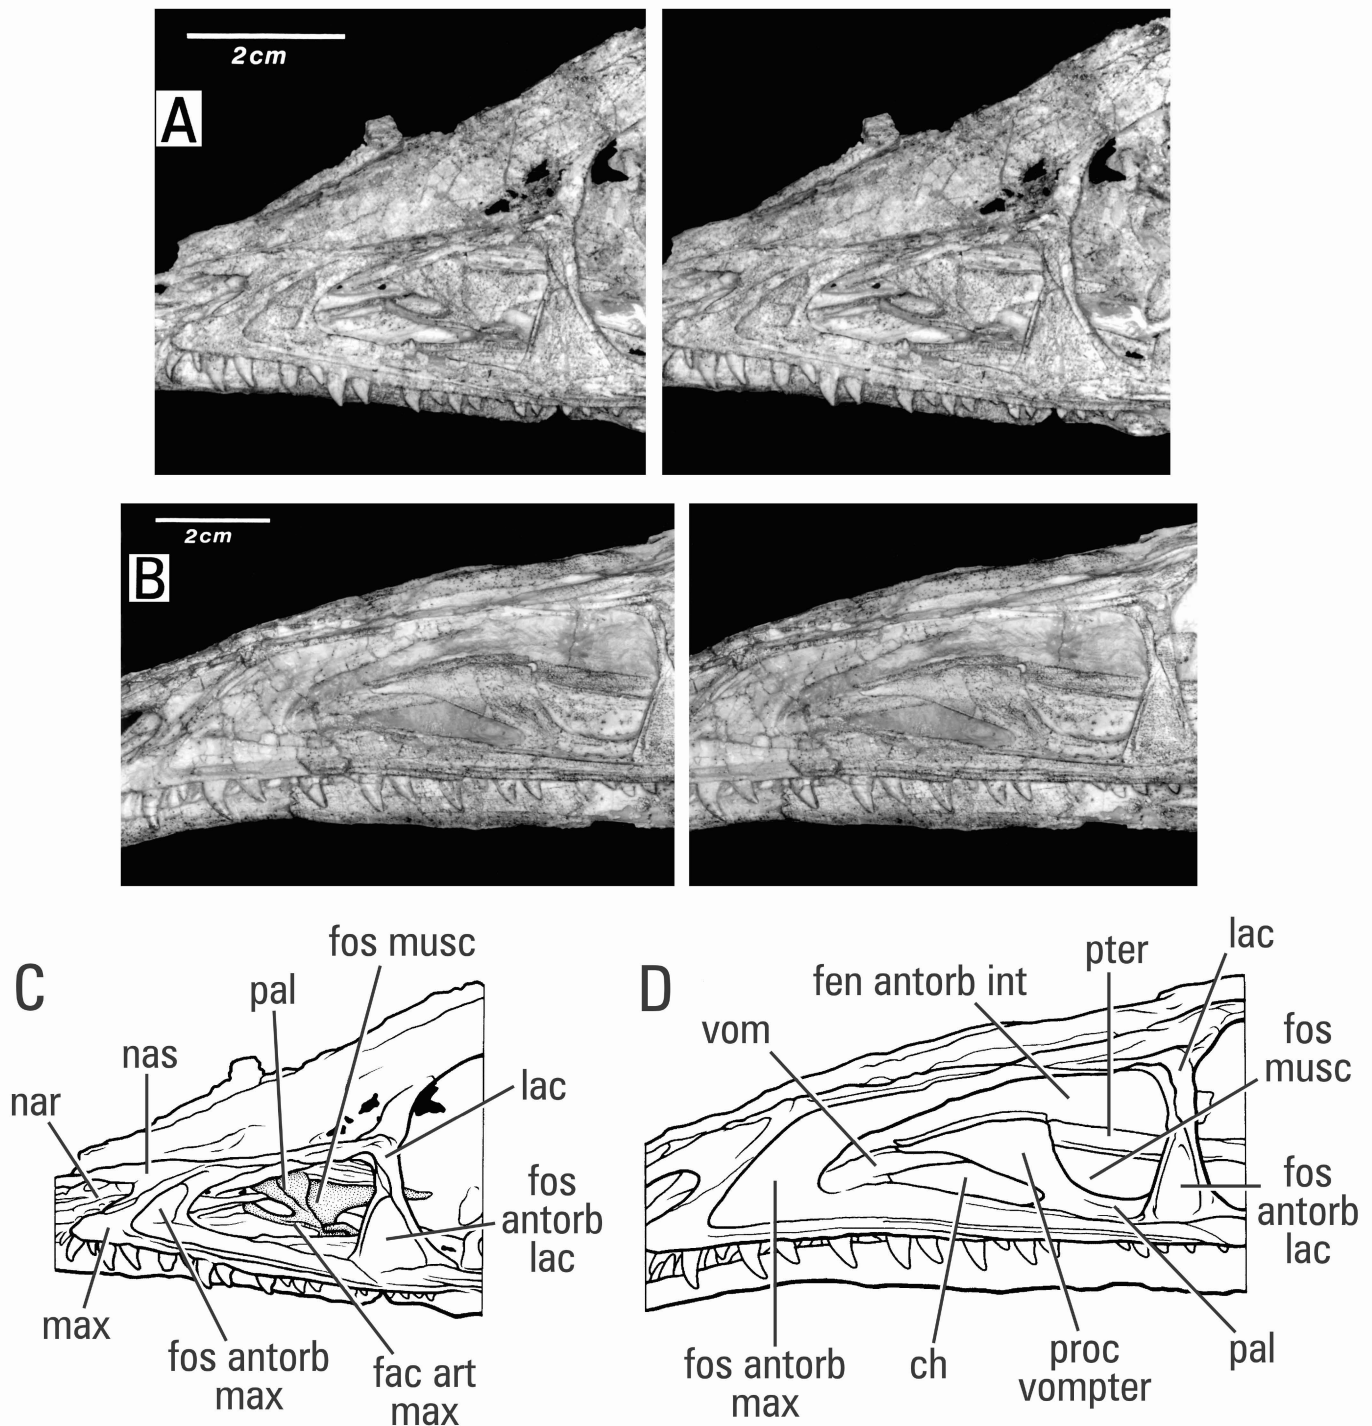 2cm
A
2cm
B
C
fos musc
pal
nas
nar
lac
fos
antorb
lac
max
fos antorb
max
fac art
max
D
lac
pter
fen antorb int
vom
fos
musc
fos
antorb
lac
fos antorb
max
ch
proc
vompter
pal